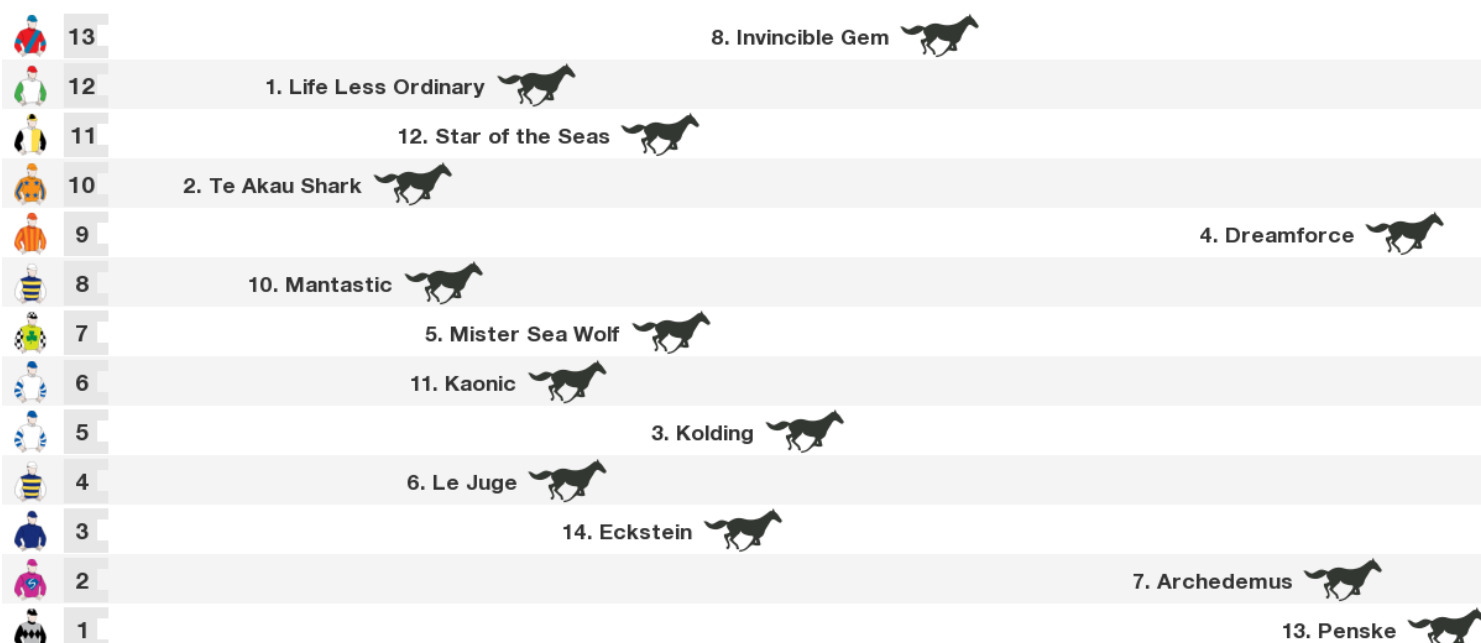 13 8. Invincible Gem
12 1. Life Less Ordinary
11 12. Star of the Seas
10 2. Te Akau Shark
9 4. Dreamforce
8 10. Mantastic
7 5. Mister Sea Wolf
6 11. Kaonic
5 3. Kolding
4 6. Le Juge
3 14. Eckstein
2 7. Archedemus
1 13. Penske